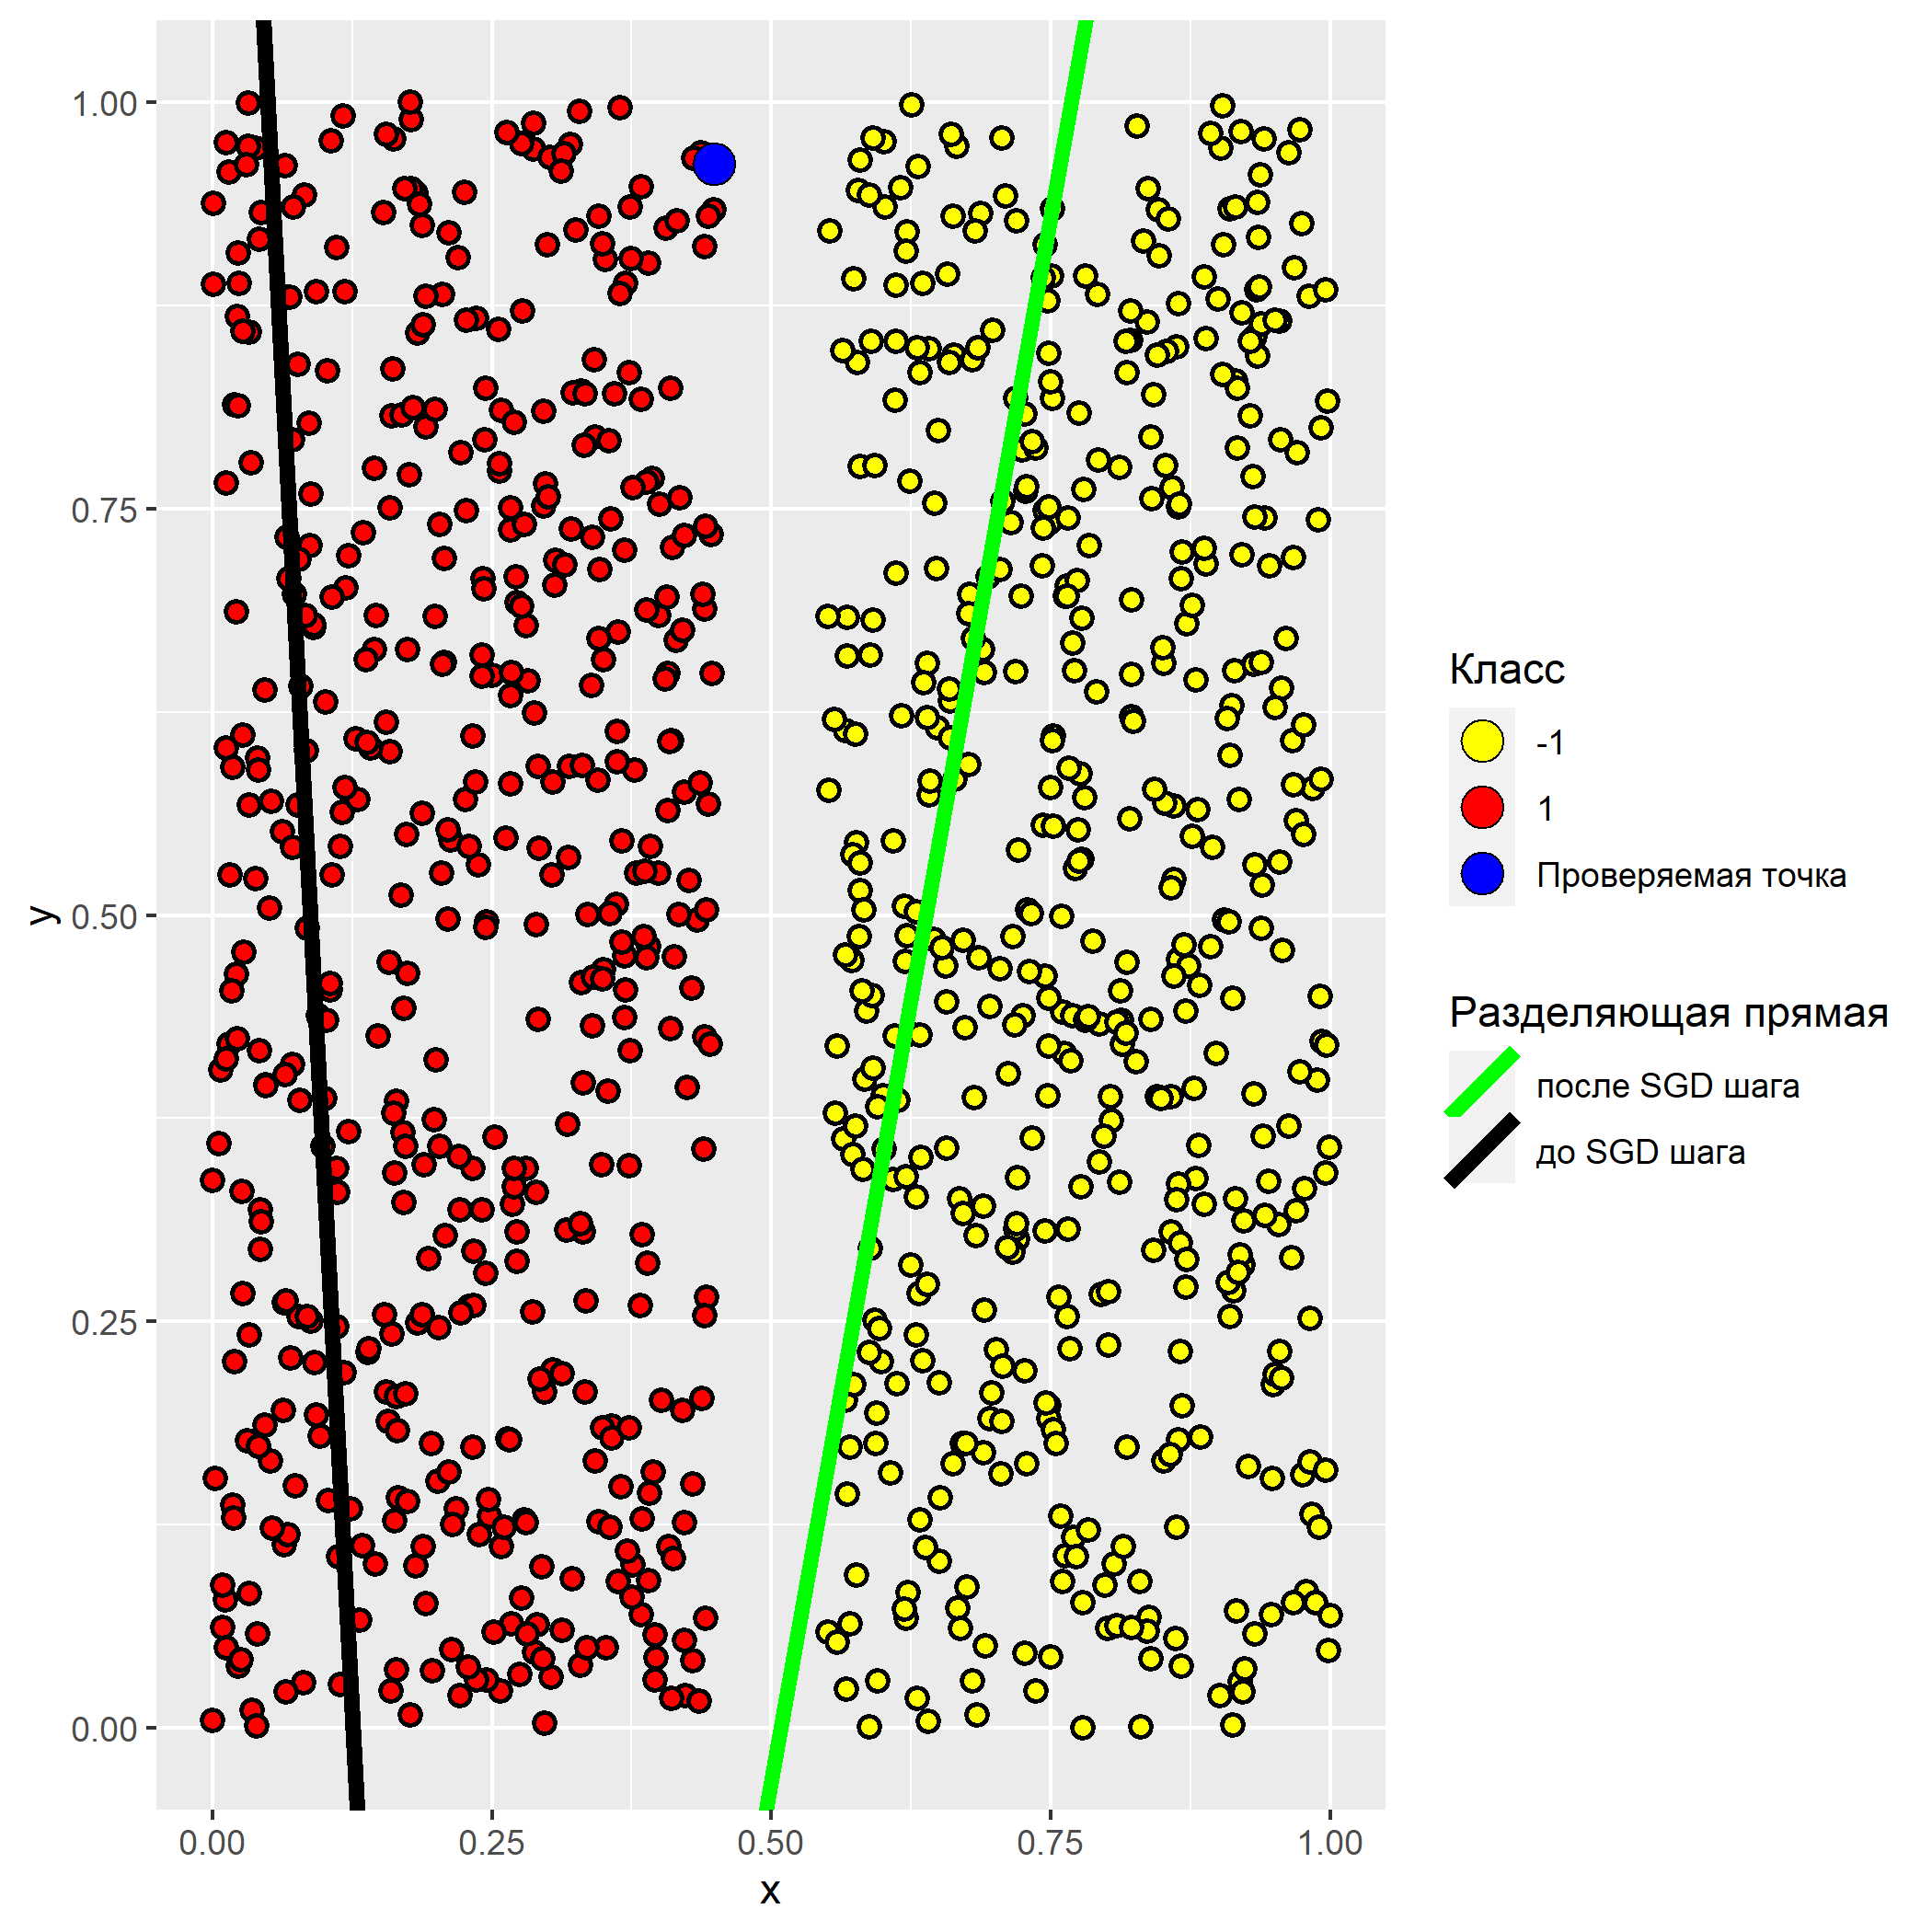 1.00
0.75
0.50
0.25
0.00
y
0.00 0.25 0.50 0.75 1.00
x
Класс
-1
1
Проверяемая точка
Разделяющая прямая
после SGD шага
до SGD шага